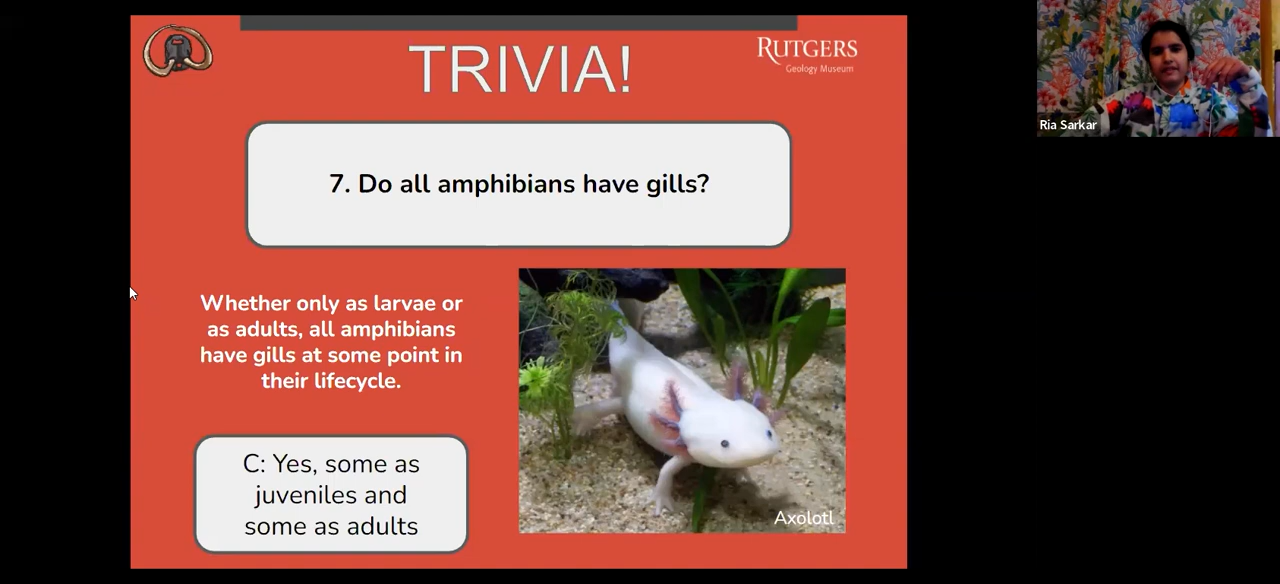 TRIVIA!
RUTGERS
Geology Museum
Ria Sarkar
7. Do all amphibians have gills?
Whether only as larvae or
as adults, all amphibians
have gills at some point in
their lifecycle.
C: Yes, some as
juveniles and
some as adults
Axolotl